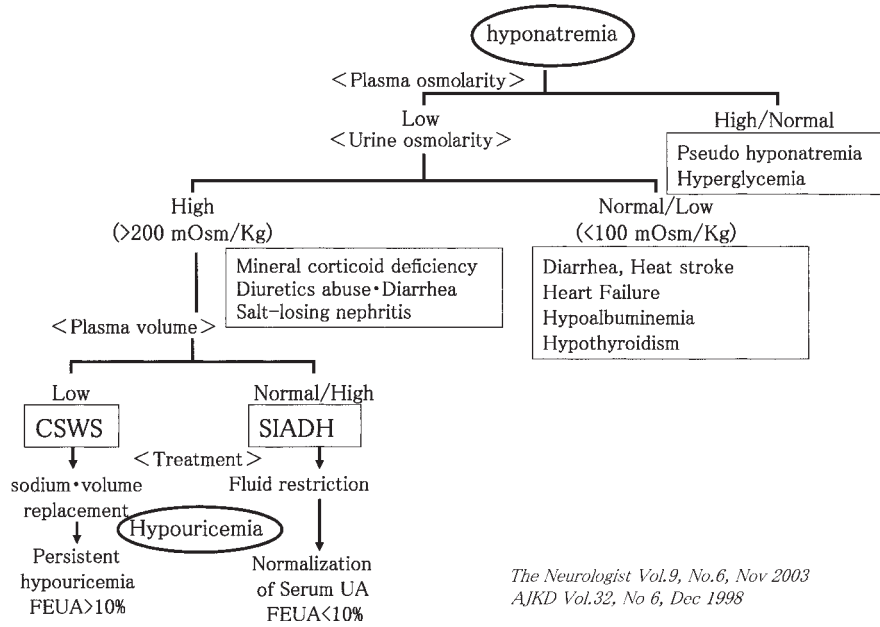 hyponatremia
<Plasma osmolarity>
Low
High/Normal
<Urine osmolarity>
Pseudo hyponatremia
Hyperglycemia
High
Normal/Low
(>200 mOsm/Kg)
(<100 mOsm/Kg)
Mineral corticoid deficiency
Diuretics abuse・Diarrhea
Salt-losing nephritis
Diarrhea, Heat stroke
Heart Failure
Hypoalbuminemia
Hypothyroidism
<Plasma volume>
Low
Normal/High
CSWS
SIADH
<Treatment>
sodium・volume
replacement
Fluid restriction
Hypouricemia
Persistent
hypouricemia
FEUA>10%
Normalization
of Serum UA
FEUA<10%
The Neurologist Vol.9, No.6, Nov 2003
AJKD Vol.32, No 6, Dec 1998